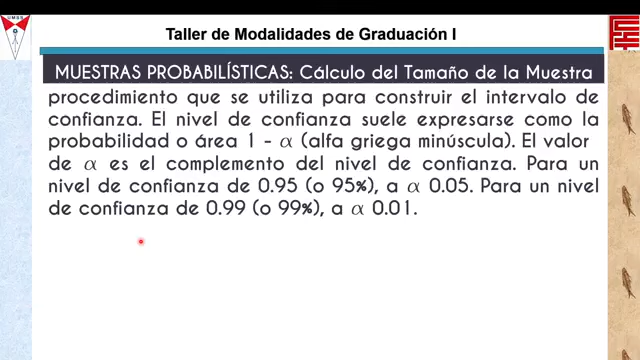 UMSS
Taller de Modalidades de Graduación I
MUESTRAS PROBABILÍSTICAS: Cálculo del Tamaño de la Muestra
procedimiento que se utiliza para construir el intervalo de
confianza. El nivel de confianza suele expresarse como la
probabilidad o área 1 - α (alfa griega minúscula). El valor
de α es el complemento del nivel de confianza. Para un
nivel de confianza de 0.95 (o 95%), a α 0.05. Para un nivel
de confianza de 0.99 (o 99%), a α 0.01.